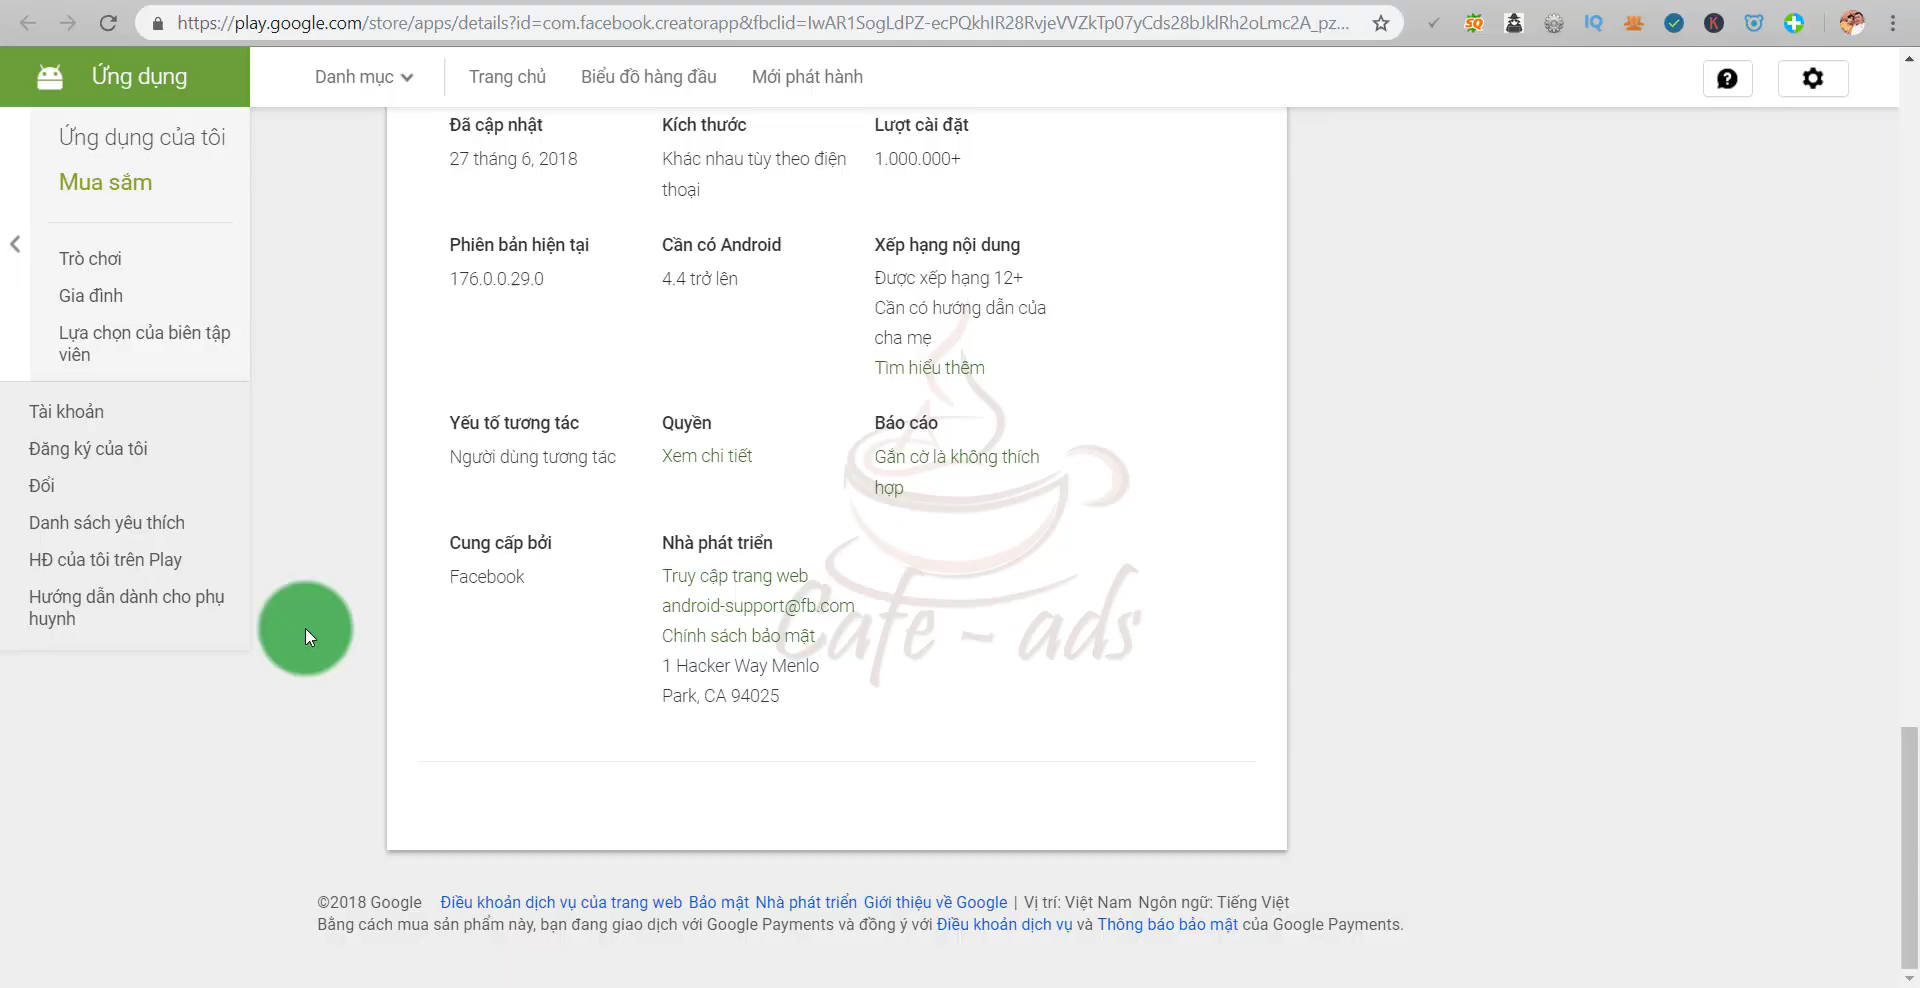 https://play.google.com/store/apps/details?id=com.facebook.creatorapp&fbclid=IwAR1SogLdPZ-ecPQkhIR28RvjeVVZkTp07yCds28bJklRh2oLmc2A_pz...
Ứng dụng
Danh mục
Trang chủ
Biểu đồ hàng đầu
Mới phát hành
Ứng dụng của tôi
Mua sắm
Trò chơi
Gia đình
Lựa chọn của biên tập
viên
Tài khoản
Đăng ký của tôi
Đổi
Danh sách yêu thích
HĐ của tôi trên Play
Hướng dẫn dành cho phụ
huynh
Đã cập nhật
27 tháng 6, 2018
Kích thước
Khác nhau tùy theo điện
thoại
Lượt cài đặt
1.000.000+
Phiên bản hiện tại
176.0.0.29.0
Cần có Android
4.4 trở lên
Xếp hạng nội dung
Được xếp hạng 12+
Cần có hướng dẫn của
cha mẹ
Tìm hiểu thêm
Yếu tố tương tác
Người dùng tương tác
Quyền
Xem chi tiết
Báo cáo
Gắn cờ là không thích
hợp
Cung cấp bởi
Facebook
Nhà phát triển
Truy cập trang web
android-support@fb.com
Chính sách bảo mật
1 Hacker Way Menlo
Park, CA 94025
Cafe - ads
©2018 Google Điều khoản dịch vụ của trang web Bảo mật Nhà phát triển Giới thiệu về Google | Vị trí: Việt Nam Ngôn ngữ: Tiếng Việt
Bằng cách mua sản phẩm này, bạn đang giao dịch với Google Payments và đồng ý với Điều khoản dịch vụ và Thông báo bảo mật của Google Payments.